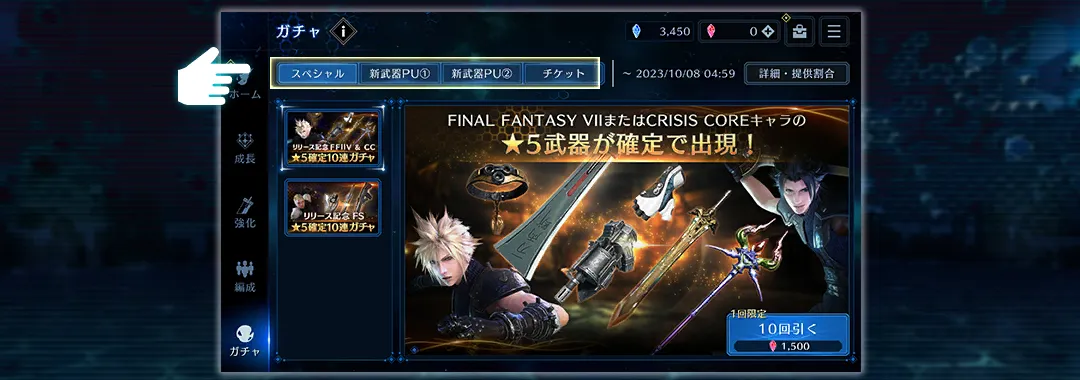 ガチャ i 3,450 0
スペシャル 新武器PU① 新武器PU② チケット ~ 2023/10/08 04:59 詳細・提供割合
ホーム
成長
強化
編成
ガチャ
リリース記念FFⅡV & CC
★5確定10連ガチャ
リリース記念 FS
★5確定10連ガチャ
FINAL FANTASY VIIまたはCRISIS COREキャラの
★5武器が確定で出現！
1回限定
10回引く
1,500